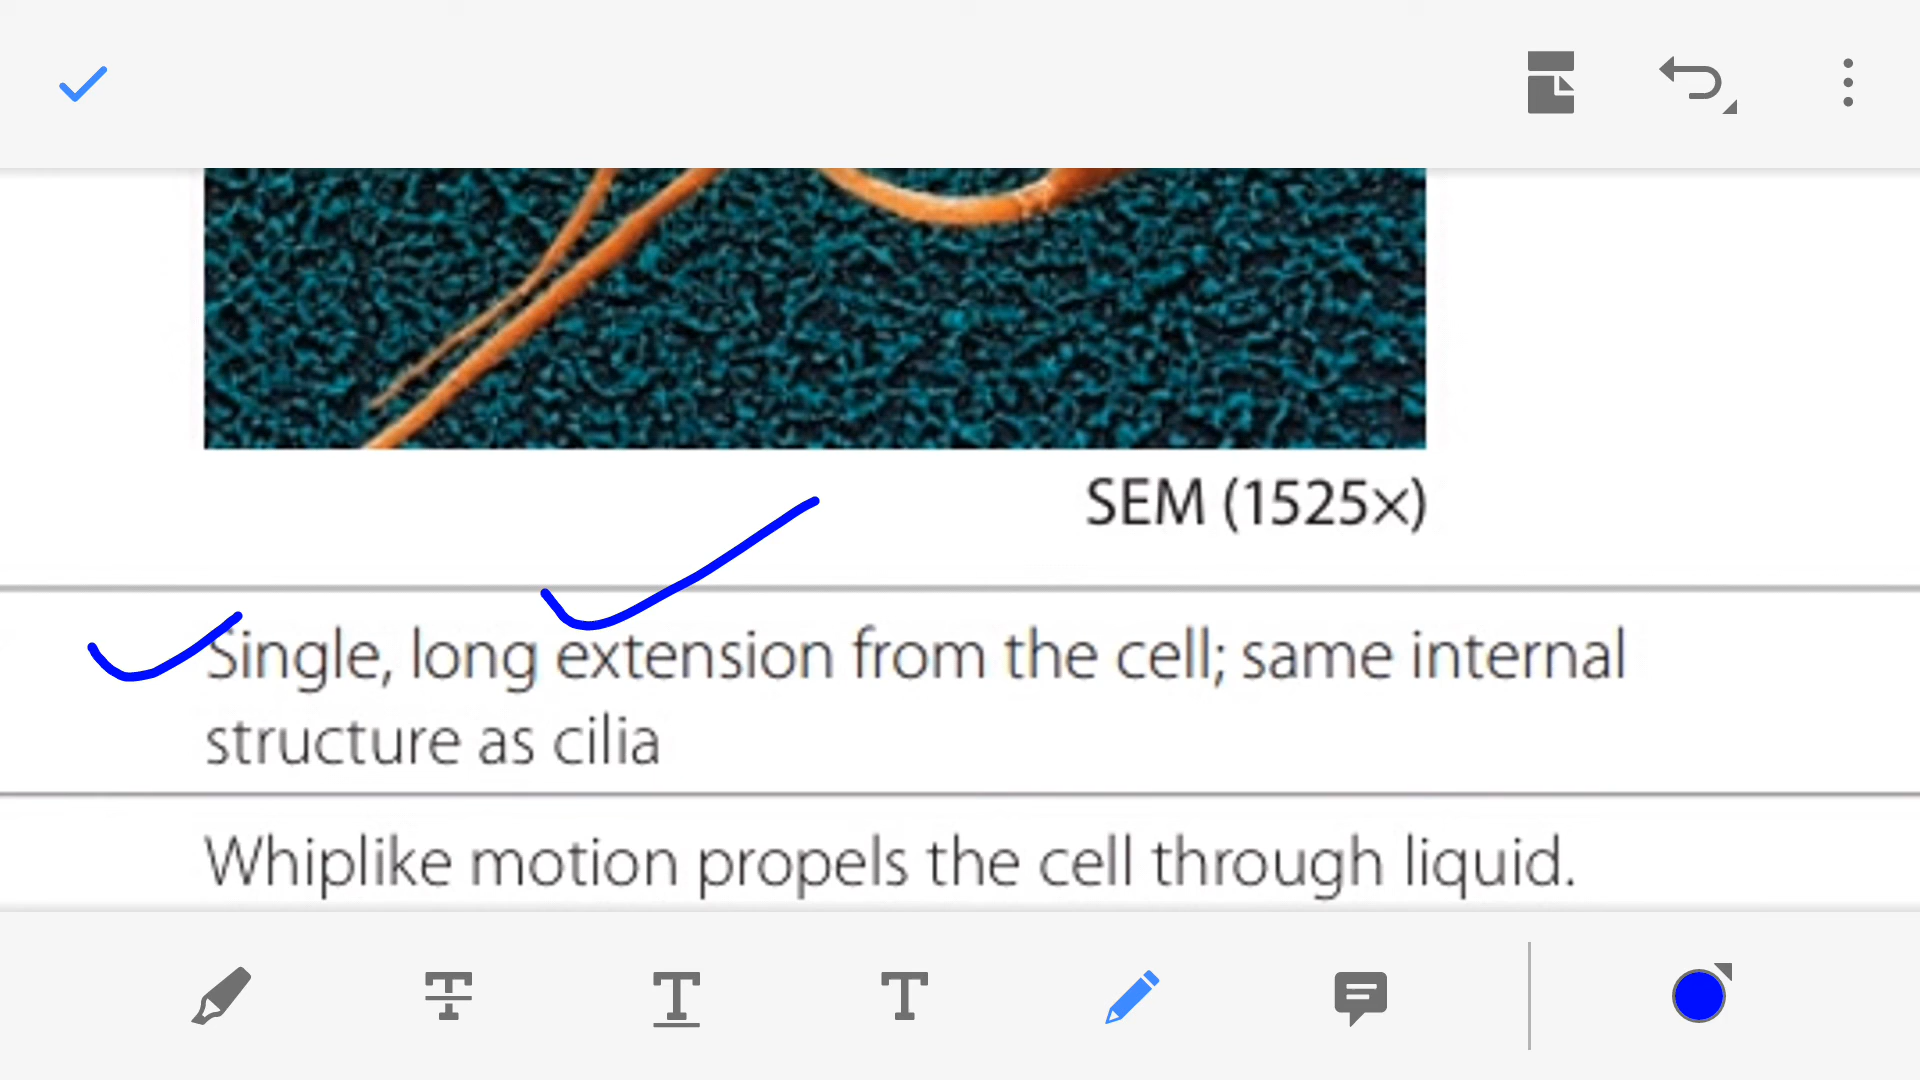 SEM (1525×)
Single, long extension from the cell; same internal
structure as cilia
Whiplike motion propels the cell through liquid.